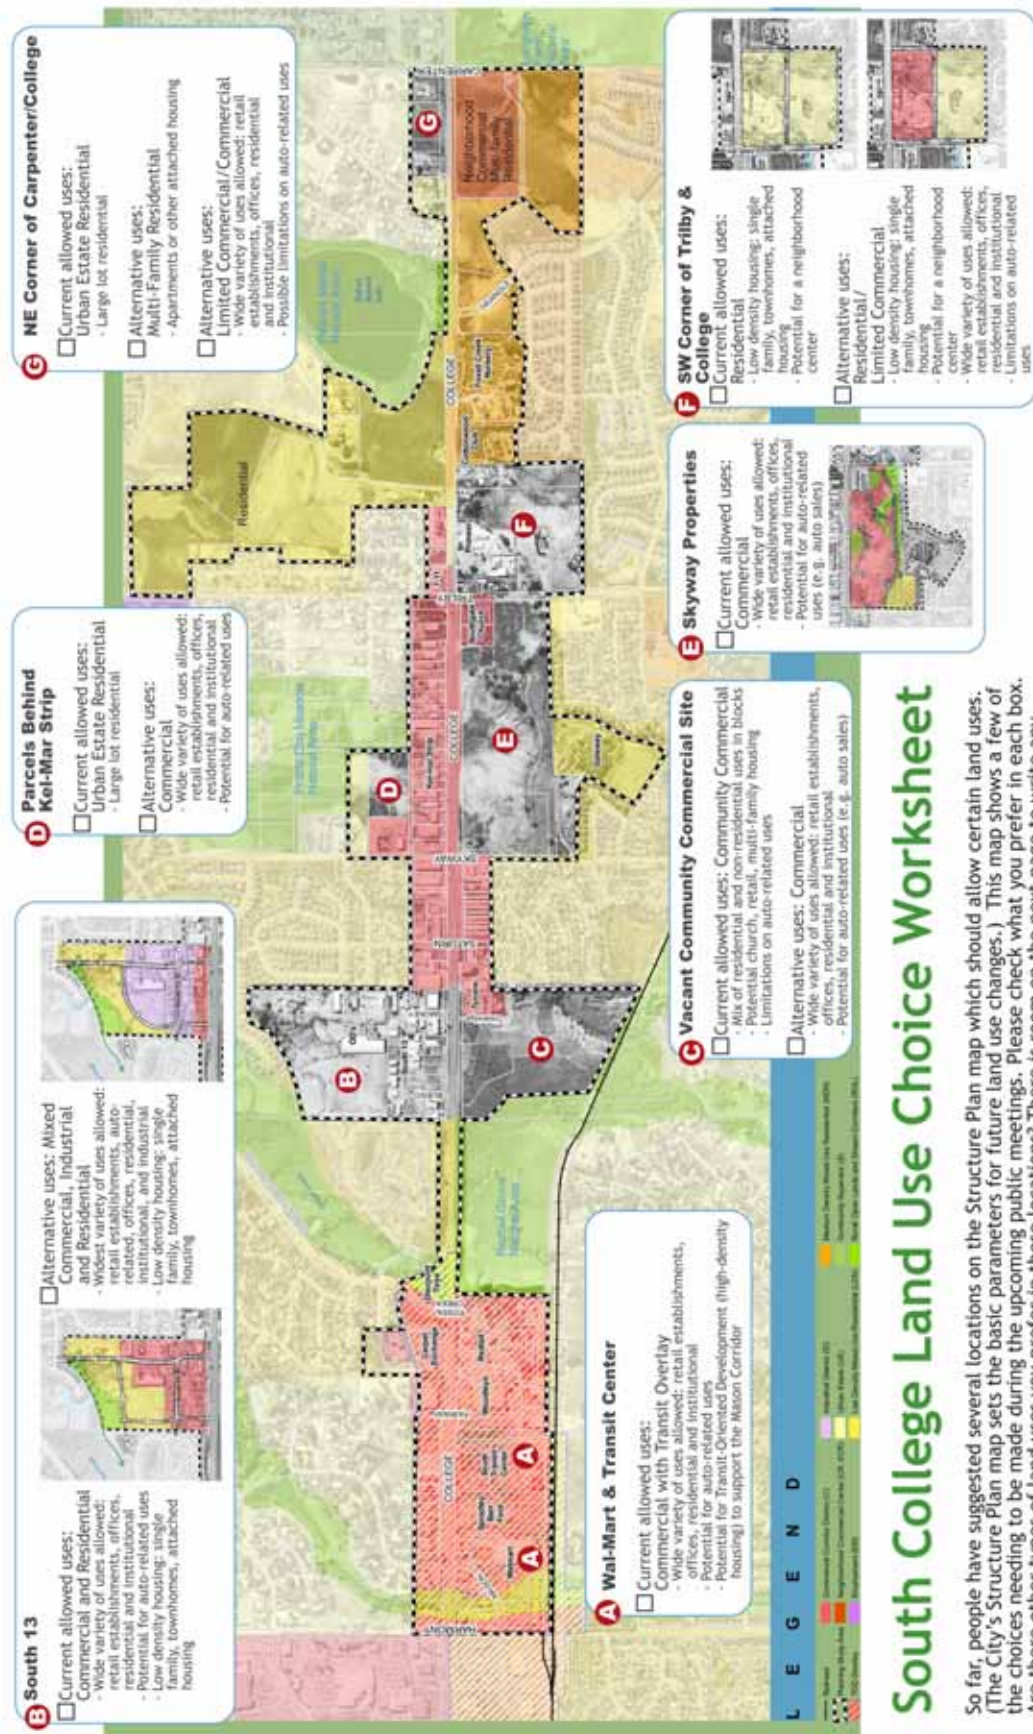 South College Land Use Choice Worksheet
So far, people have suggested several locations on the Structure Plan map which should allow certain land uses.
(The City's Structure Plan map sets the basic parameters for future land use changes.) This map shows a few of
the choices needing to be made during the upcoming public meetings. Please check what you prefer in each box.
B South 13
Current allowed uses:
Commercial and Residential
- Wide variety of uses allowed:
retail establishments, offices,
residential and institutional
- Potential for auto-related uses
- Low density housing: single
family, townhomes, attached
housing
Alternative uses: Mixed
Commercial, Industrial
and Residential
- Widest variety of uses allowed:
retail establishments, auto-
related, offices, residential,
institutional, and industrial
- Low density housing: single
family, townhomes, attached
housing
D Parcels Behind
Kel-Mar Strip
Current allowed uses:
Urban Estate Residential
- Large lot residential
Alternative uses:
Commercial
- Wide variety of uses allowed:
retail establishments, offices,
residential and institutional
- Potential for auto-related uses
G NE Corner of Carpenter/College
Current allowed uses:
Urban Estate Residential
- Large lot residential
Alternative uses:
Multi-Family Residential
- Apartments or other attached housing
Alternative uses:
Limited Commercial/Commercial
- Wide variety of uses allowed: retail
establishments, offices, residential
and institutional
- Possible limitations on auto-related uses
A Wal-Mart & Transit Center
Current allowed uses:
Commercial with Transit Overlay
- Wide variety of uses allowed: retail establishments,
offices, residential and institutional
- Potential for auto-related uses
- Potential for Transit-Oriented Development (high-density
housing) to support the Mason Corridor
C Vacant Community Commercial Site
Current allowed uses: Community Commercial
- Mix of residential and non-residential uses in blocks
- Potential church, retail, multi-family housing
- Limitations on auto-related uses
Alternative uses: Commercial
- Wide variety of uses allowed: retail establishments,
offices, residential and institutional
- Potential for auto-related uses (e.g. auto sales)
E Skyway Properties
Current allowed uses:
Commercial
- Wide variety of uses allowed:
retail establishments, offices,
residential and institutional
- Potential for auto-related
uses (e.g. auto sales)
F SW Corner of Trilby &
College
Current allowed uses:
Residential
- Low density housing: single
family, townhomes, attached
housing
- Potential for a neighborhood
center
Alternative uses:
Residential/
Limited Commercial
- Low density housing: single
family, townhomes, attached
housing
- Potential for a neighborhood
center
- Wide variety of uses allowed:
retail establishments, offices,
residential and institutional
- Limitations on auto-related
uses
LEGEND
COLLEGE
COLLEGE
COLLEGE
HARMONY
SATURN
SKYWAY
TRILBY
CARPENTER
Residential
Neighborhood
Commercial
Residential
A
A
B
C
D
E
F
G